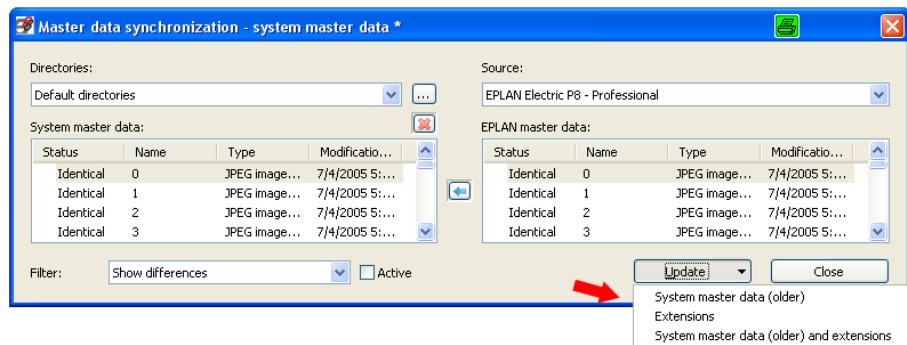 Master data synchronization - system master data *
Directories: Source:
Default directories ... EPLAN Electric P8 - Professional
System master data: EPLAN master data:
Status Name Type Modificatio... Status Name Type Modificatio...
Identical 0 JPEG image... 7/4/2005 5:... Identical 0 JPEG image... 7/4/2005 5:...
Identical 1 JPEG image... 7/4/2005 5:... Identical 1 JPEG image... 7/4/2005 5:...
Identical 2 JPEG image... 7/4/2005 5:... Identical 2 JPEG image... 7/4/2005 5:...
Identical 3 JPEG image... 7/4/2005 5:... Identical 3 JPEG image... 7/4/2005 5:...
Filter: Show differences Active Update Close
System master data (older)
Extensions
System master data (older) and extensions